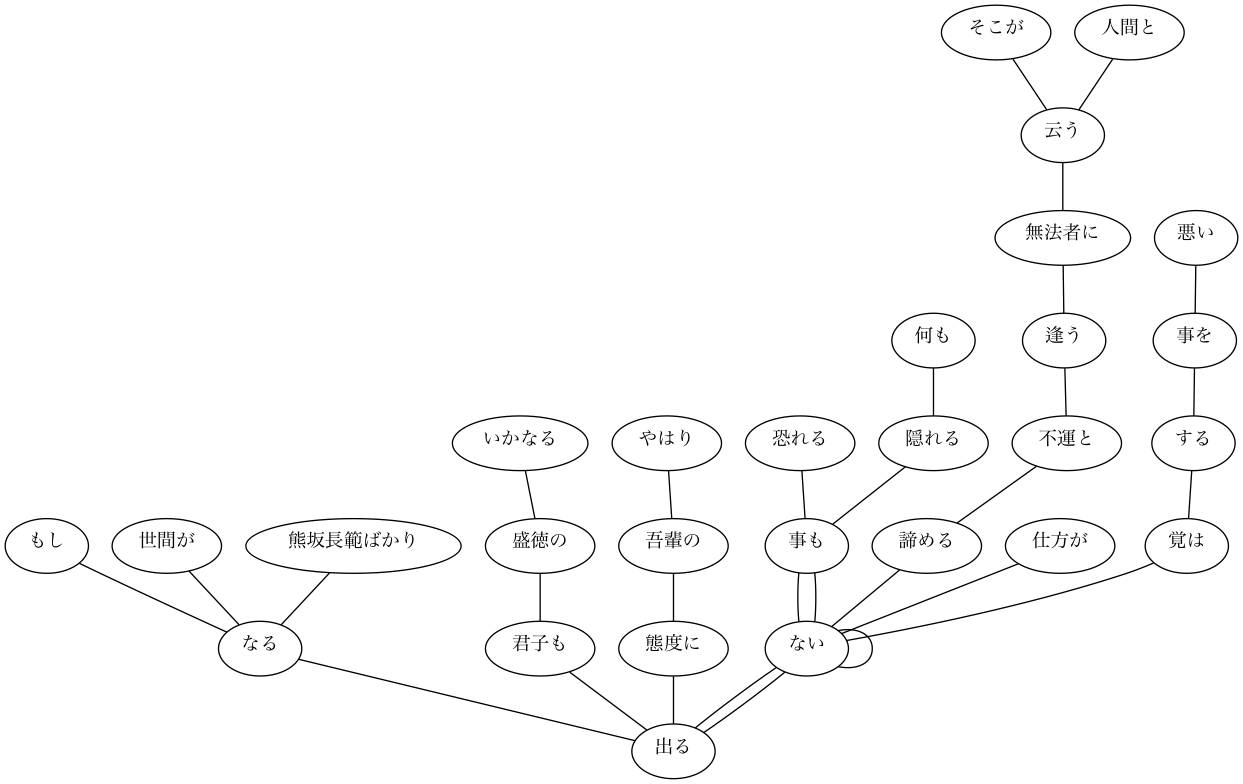 そこが
人間と
云う
無法者に
悪い
何も
逢う
事を
いかなる
やはり
恐れる
隠れる
不運と
する
もし
世間が
熊坂長範ばかり
盛徳の
吾輩の
事も
諦める
仕方が
覚は
なる
君子も
態度に
ない
出る